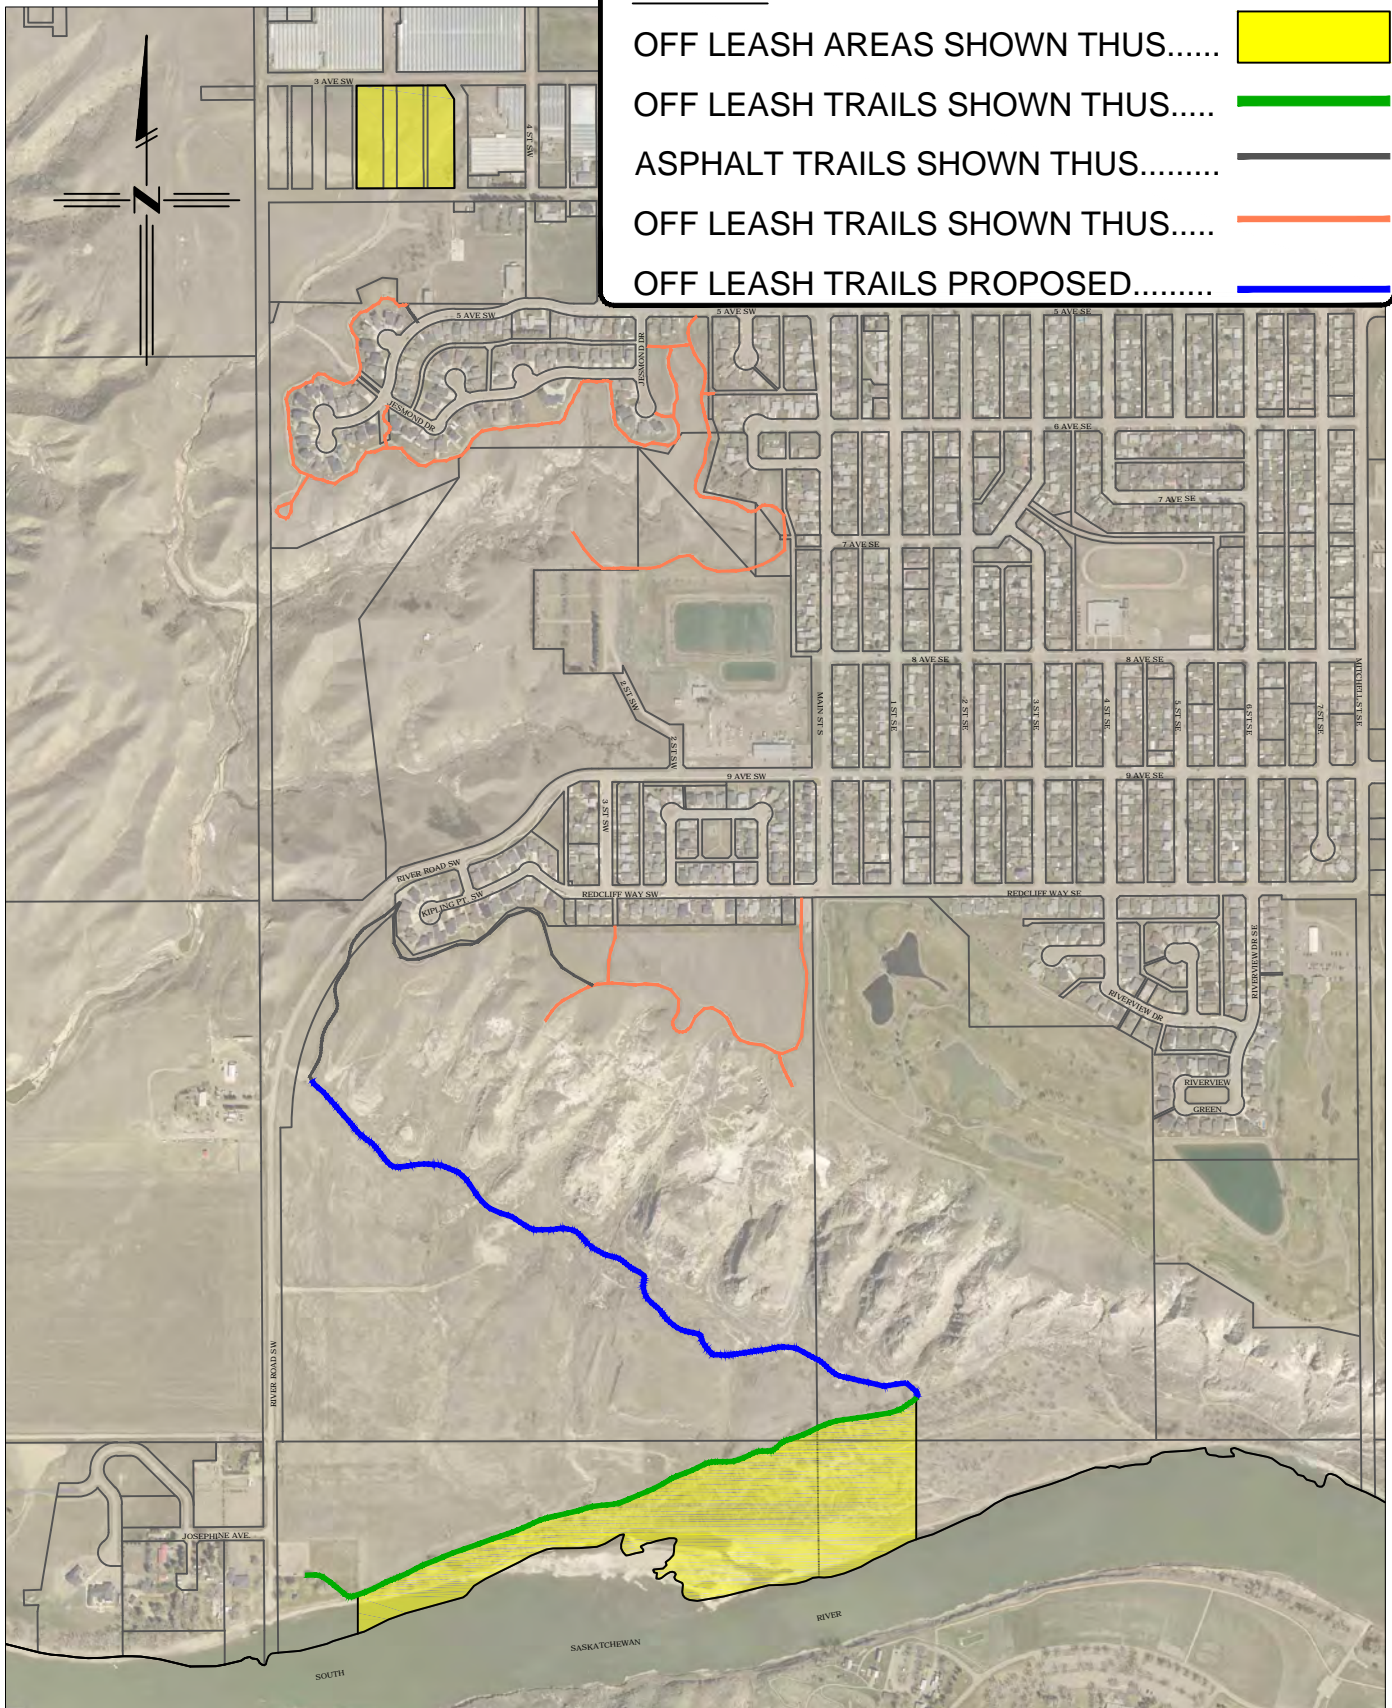 OFF LEASH AREAS SHOWN THUS......
OFF LEASH TRAILS SHOWN THUS.....
ASPHALT TRAILS SHOWN THUS.........
OFF LEASH TRAILS SHOWN THUS.....
OFF LEASH TRAILS PROPOSED.........
3 AVE SW
4 ST SW
N
5 AVE SW
5 AVE SW
5 AVE SE
JESMOND DR
JESMOND DR
6 AVE SE
7 AVE SE
7 AVE SE
8 AVE SE
8 AVE SE
2 ST SW
2 ST SW
MAIN ST S
1 ST SE
2 ST SE
3 ST SE
4 ST SE
5 ST SE
6 ST SE
7 ST SE
MITCHELL ST SE
9 AVE SW
9 AVE SE
3 ST SW
RIVER ROAD SW
KIPLING PT. SW
REDCLIFF WAY SW
REDCLIFF WAY SE
RIVERVIEW DR SE
RIVERVIEW DR
RIVERVIEW
GREEN
RIVER ROAD SW
JOSEPHINE AVE.
SOUTH
SASKATCHEWAN
RIVER